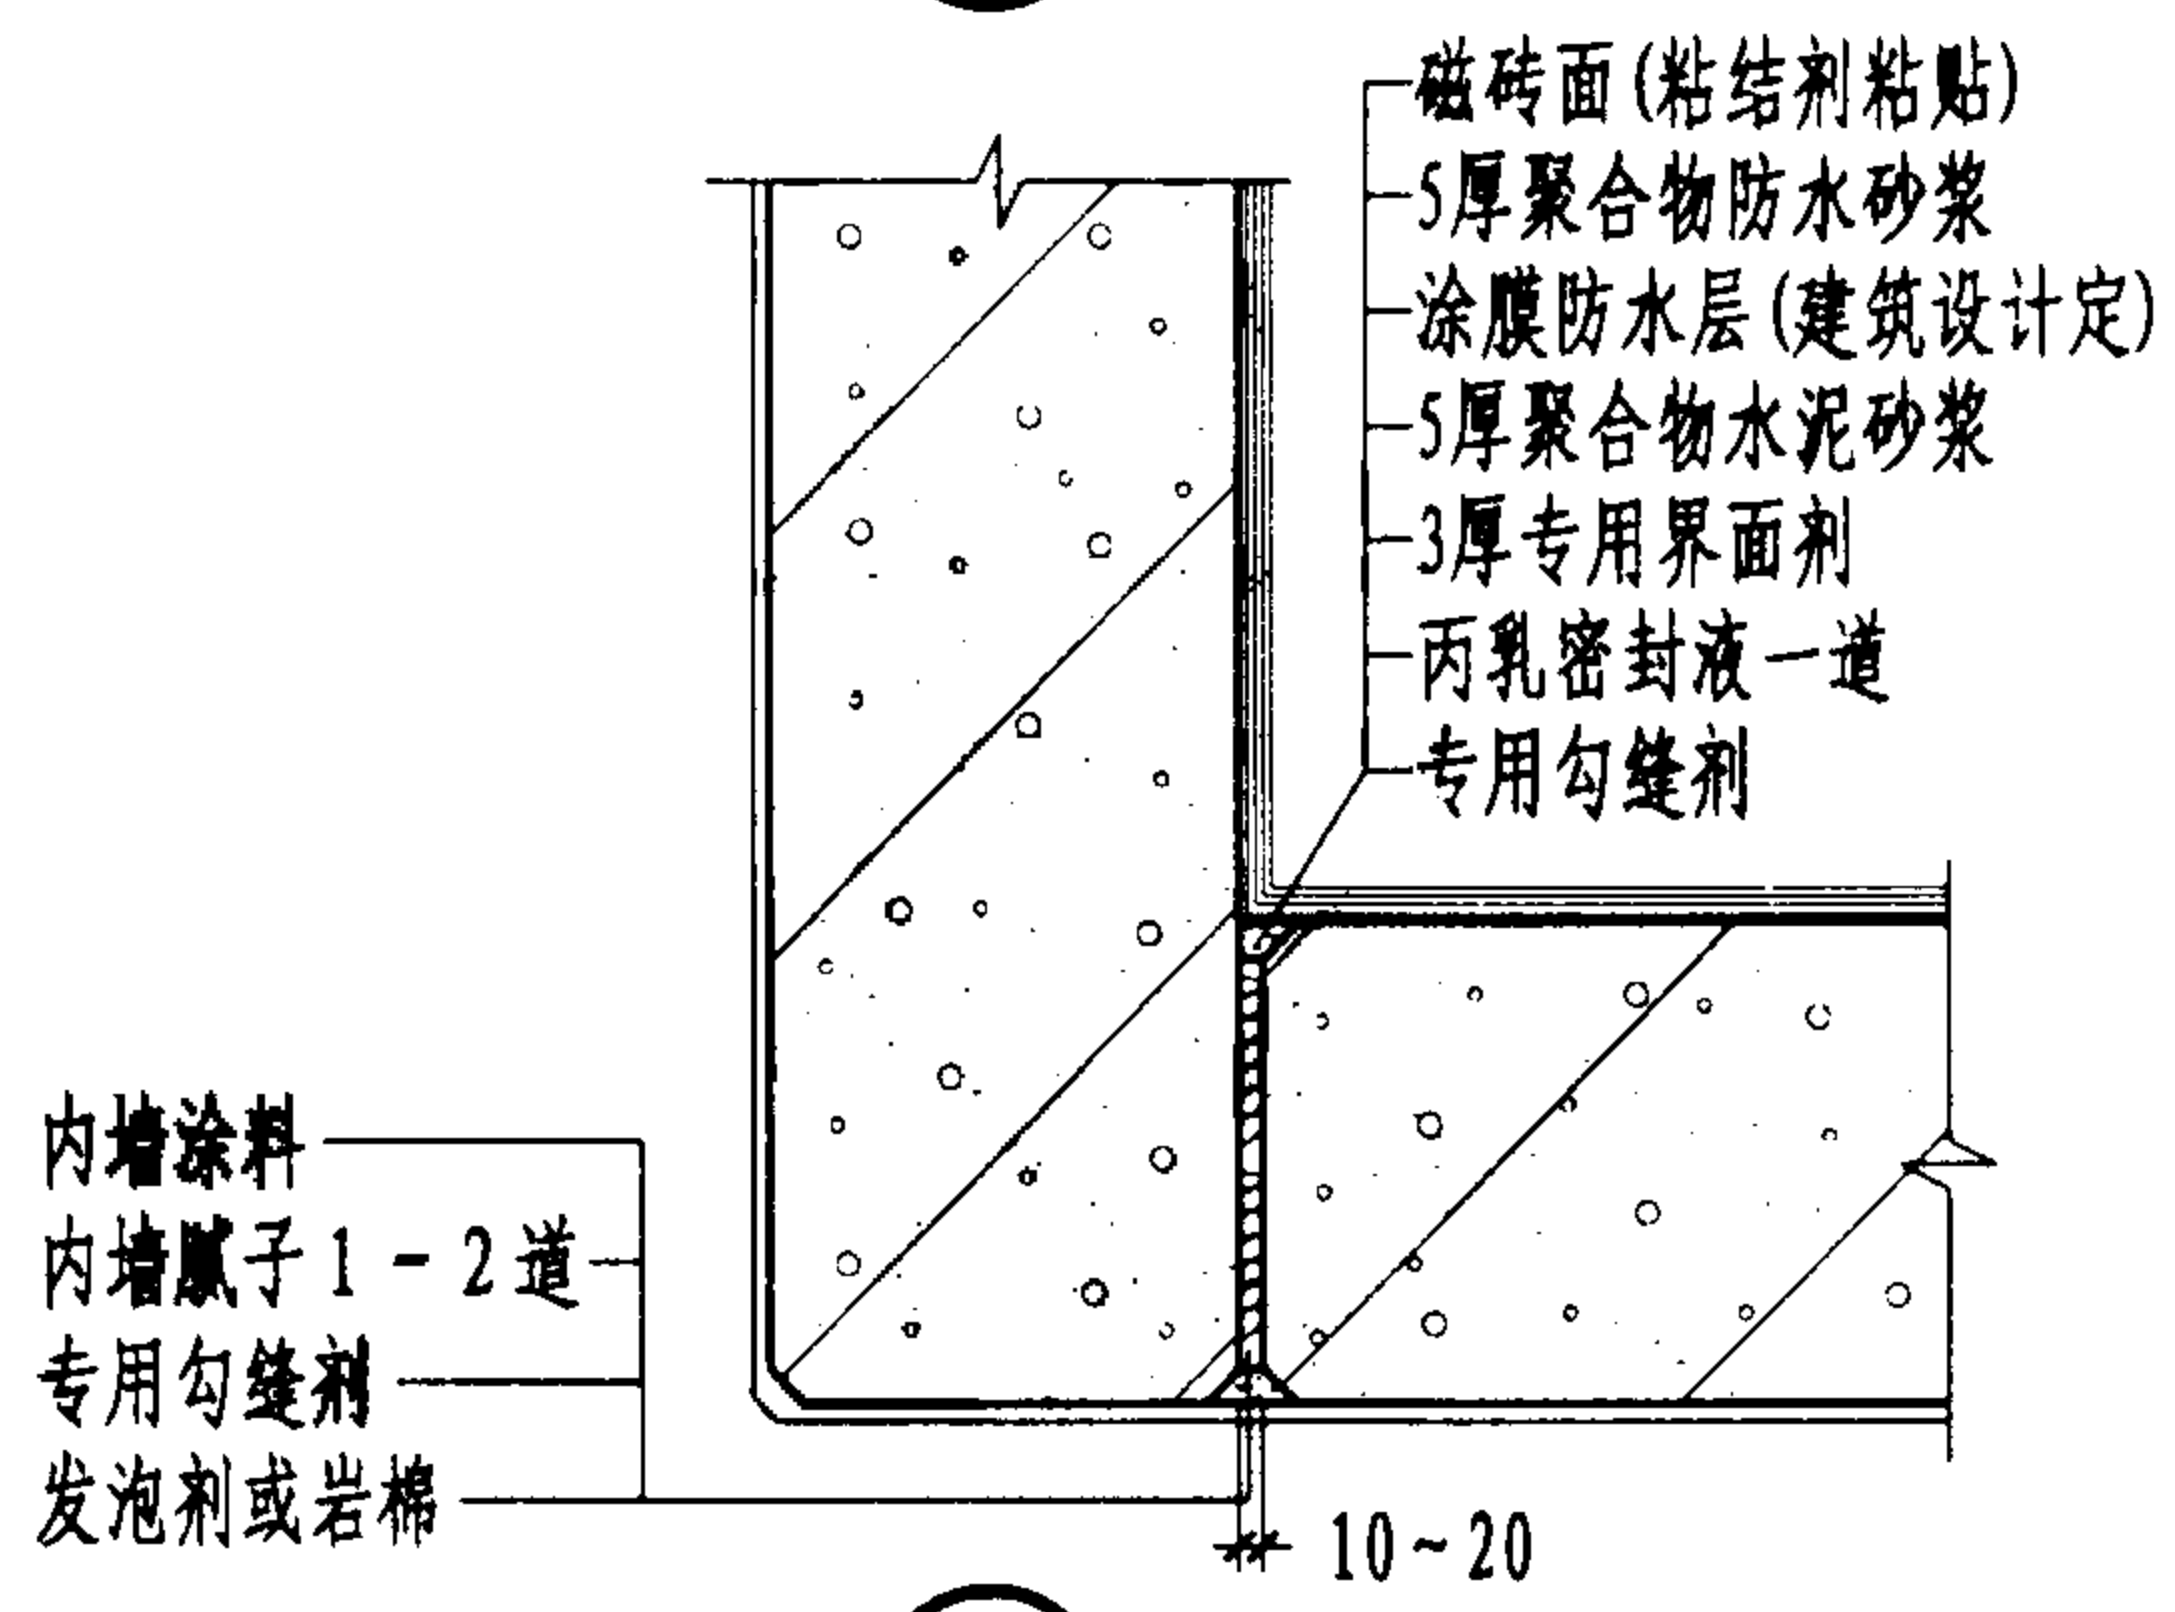 磁砖面(粘结剂粘贴)
5厚聚合物防水砂浆
涂膜防水层(建筑设计定)
5厚聚合物水泥砂浆
3厚专用界面剂
丙乳密封液一道
专用勾缝剂
内墙涂料
内墙腻子1-2道
专用勾缝剂
发泡剂或岩棉
10~20